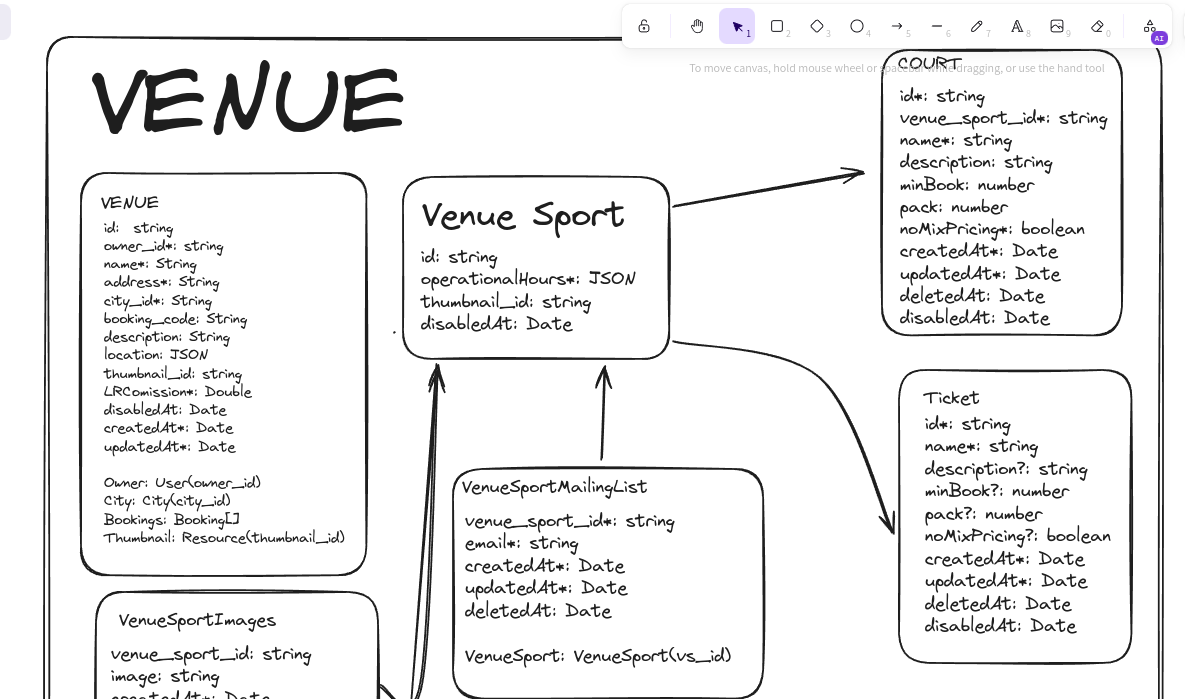 1
2
3
4
5
6
7
8
9
0
AI
To move canvas, hold mouse wheel or spacebar while dragging, or use the hand tool
VENUE
VENUE
id: string
owner_id*: string
name*: String
address*: String
city_id*: String
booking_code: String
description: String
location: JSON
thumbnail_id: string
LRComission*: Double
disabledAt: Date
createdAt*: Date
updatedAt*: Date
Owner: User(owner_id)
City: City(city_id)
Bookings: Booking[]
Thumbnail: Resource(thumbnail_id)
Venue Sport
id: string
operationalHours*: JSON
thumbnail_id: string
disabledAt: Date
COURT
id*: string
venue_sport_id*: string
name*: string
description: string
minBook: number
pack: number
noMixPricing*: boolean
createdAt*: Date
updatedAt*: Date
deletedAt: Date
disabledAt: Date
Ticket
id*: string
name*: string
description?: string
minBook?: number
pack?: number
noMixPricing?: boolean
createdAt*: Date
updatedAt*: Date
deletedAt: Date
disabledAt: Date
VenueSportMailingList
venue_sport_id*: string
email*: string
createdAt*: Date
updatedAt*: Date
deletedAt: Date
VenueSport: VenueSport(vs_id)
VenueSportImages
venue_sport_id: string
image: string
createdAt*: Date